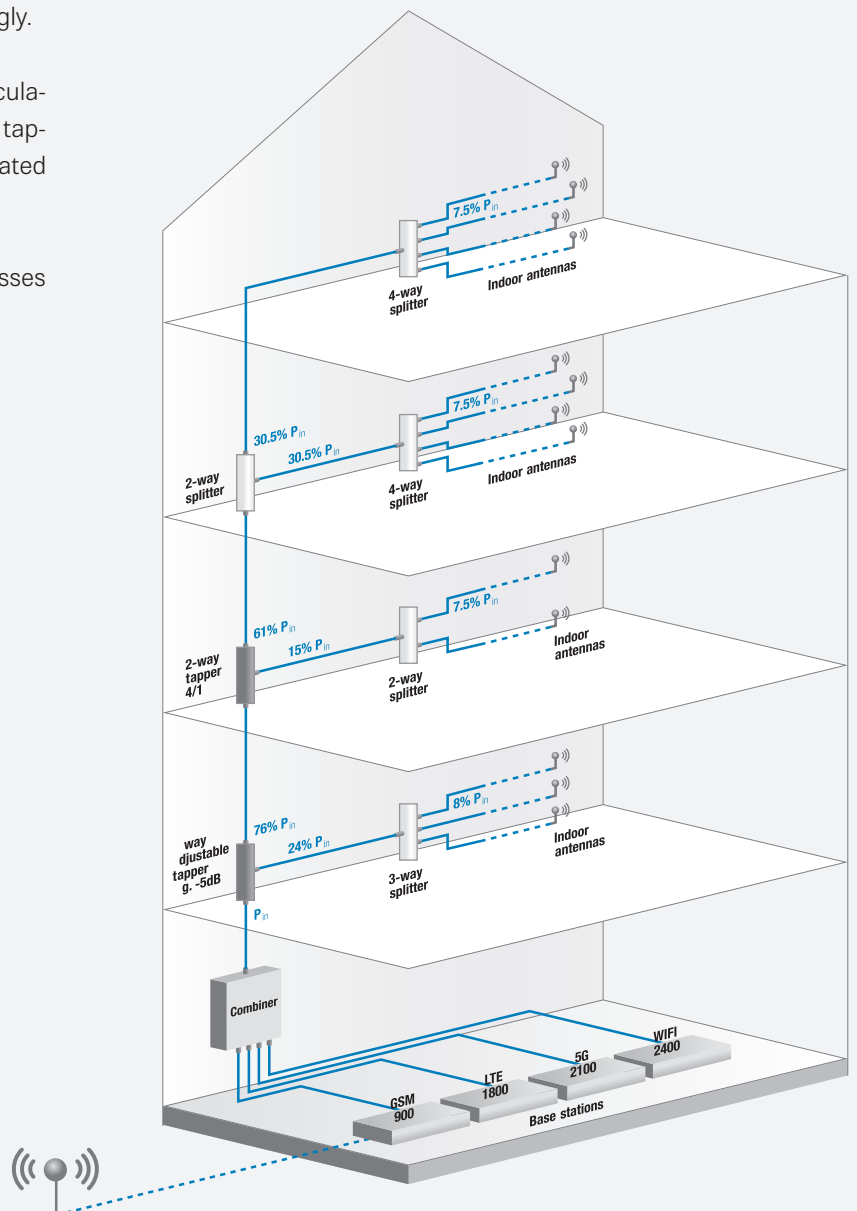 gly.
cula-
tap-
ated
sses
7.5% Pin
4-way
splitter
Indoor antennas
30.5% Pin
30.5% Pin
7.5% Pin
2-way
splitter
4-way
splitter
Indoor antennas
61% Pin
15% Pin
7.5% Pin
2-way
tapper
4/1
2-way
splitter
Indoor
antennas
76% Pin
24% Pin
8% Pin
way
djustable
tapper
g. -5dB
3-way
splitter
Indoor
antennas
Pin
Combiner
WIFI
2400
5G
2100
LTE
1800
GSM
900
Base stations